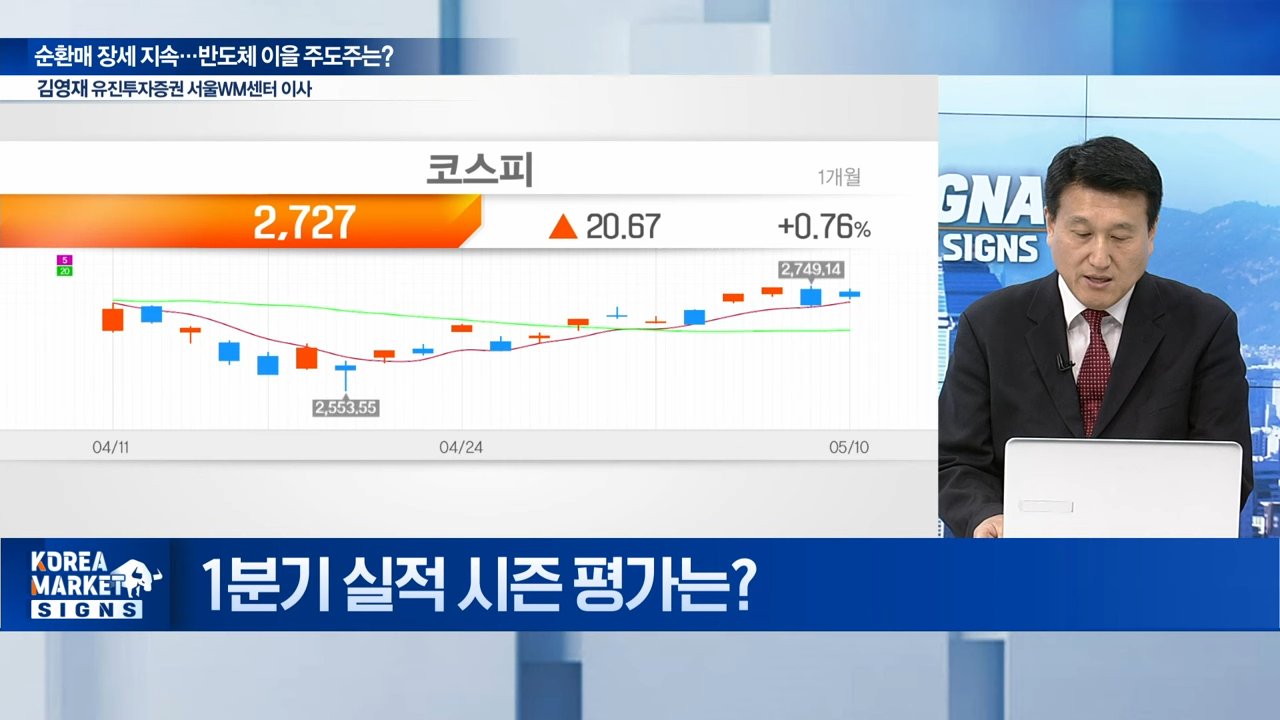 순환매 장세 지속…반도체 이을 주도주는?
김영재 유진투자증권 서울WM센터 이사
코스피
1개월
2,727
▲ 20.67
+0.76%
5
20
2,749.14
2,553.55
04/11
04/24
05/10
GNA
SIGNS
KOREA
MARKET
SIGNS
1분기 실적 시즌 평가는?